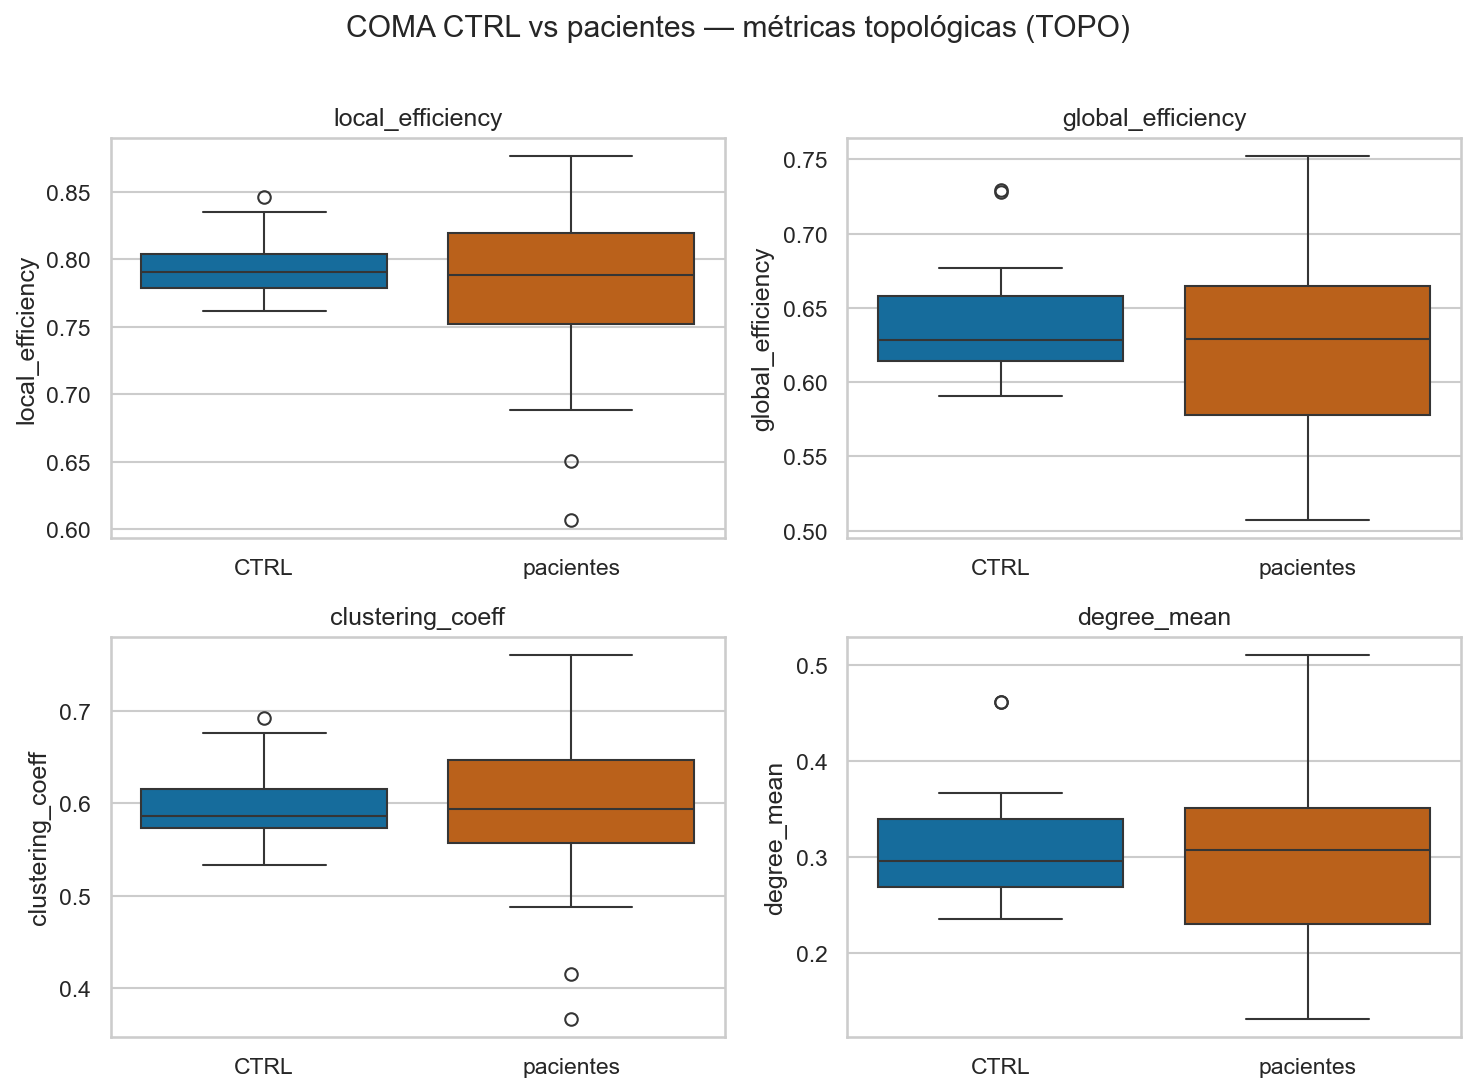 COMA CTRL vs pacientes — métricas topológicas (TOPO)
local_efficiency
local_efficiency
0.85
0.80
0.75
0.70
0.65
0.60
CTRL
pacientes
global_efficiency
global_efficiency
0.75
0.70
0.65
0.60
0.55
0.50
CTRL
pacientes
clustering_coeff
clustering_coeff
0.7
0.6
0.5
0.4
CTRL
pacientes
degree_mean
degree_mean
0.5
0.4
0.3
0.2
CTRL
pacientes